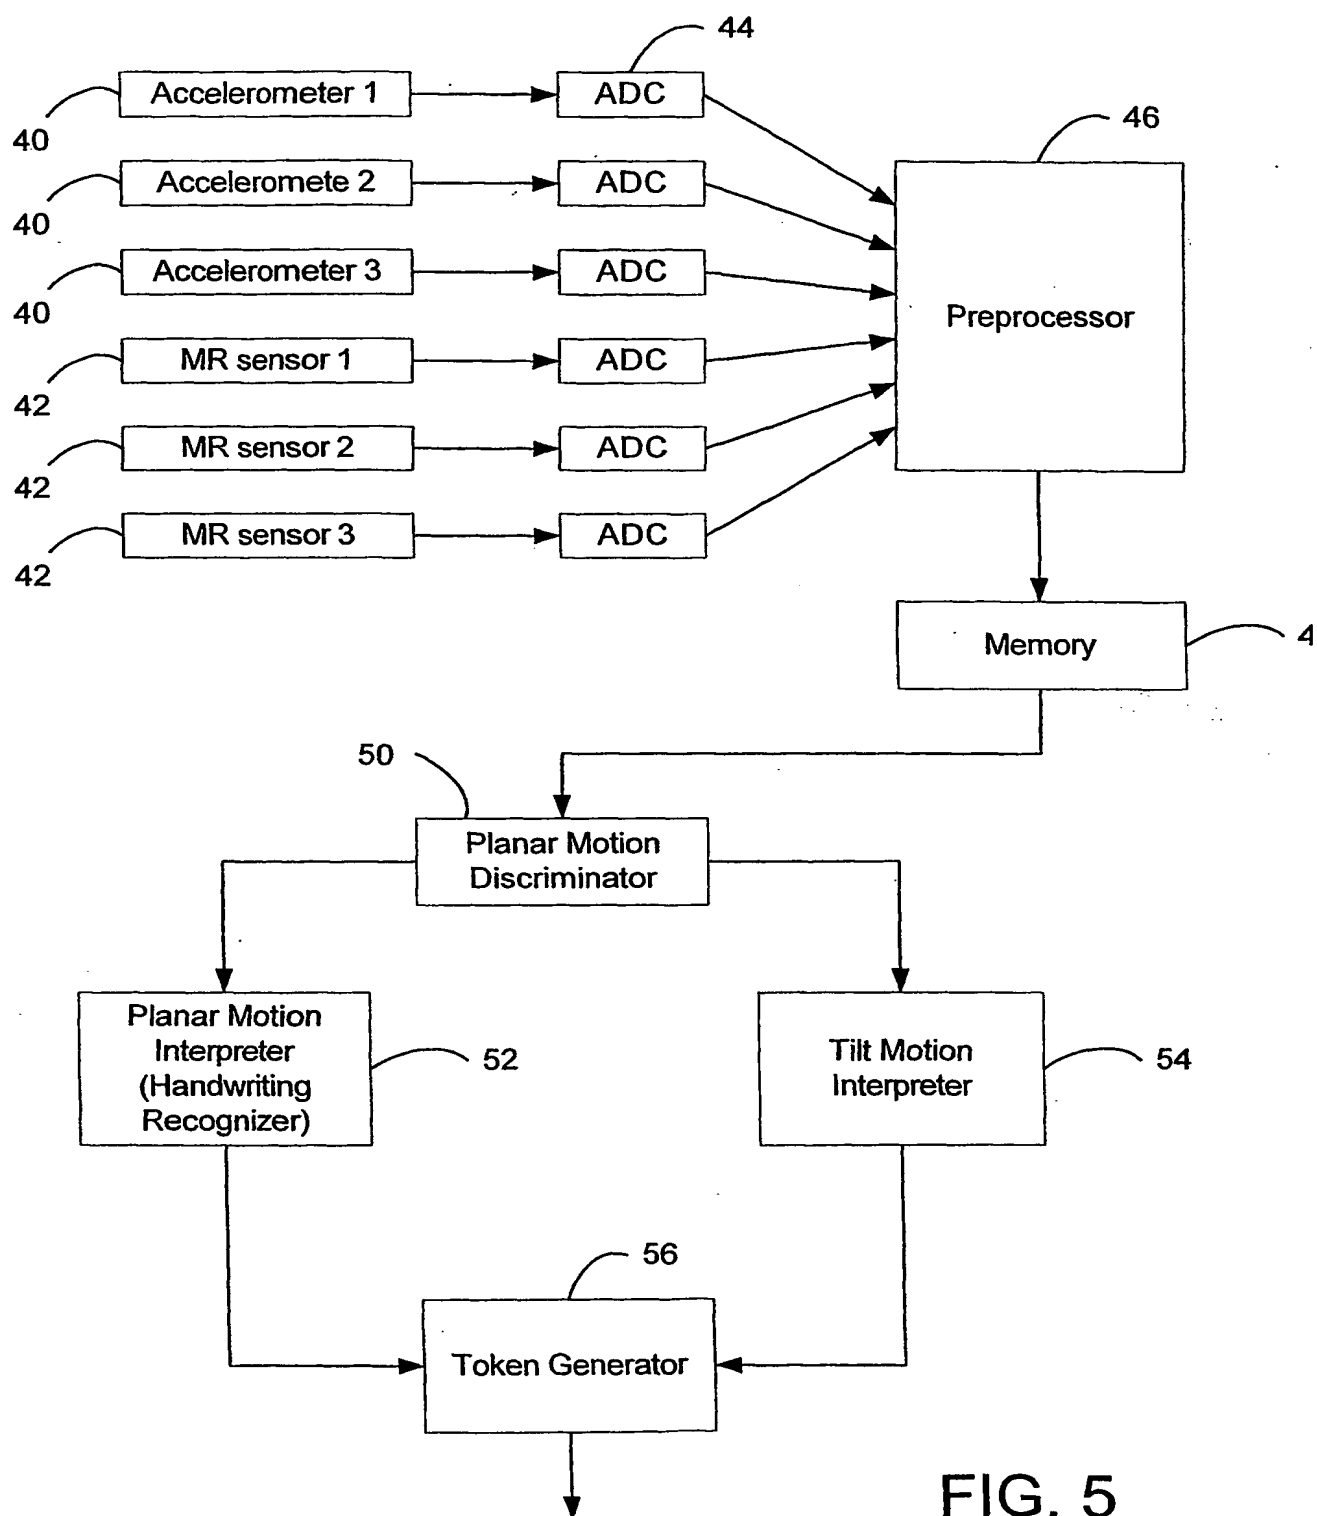 44
Accelerometer 1
ADC
40
46
Acceleromete 2
ADC
40
Accelerometer 3
ADC
40
Preprocessor
MR sensor 1
ADC
42
MR sensor 2
ADC
42
MR sensor 3
ADC
42
Memory
4
50
Planar Motion
Discriminator
Planar Motion
Interpreter
(Handwriting
Recognizer)
52
Tilt Motion
Interpreter
54
56
Token Generator
FIG. 5